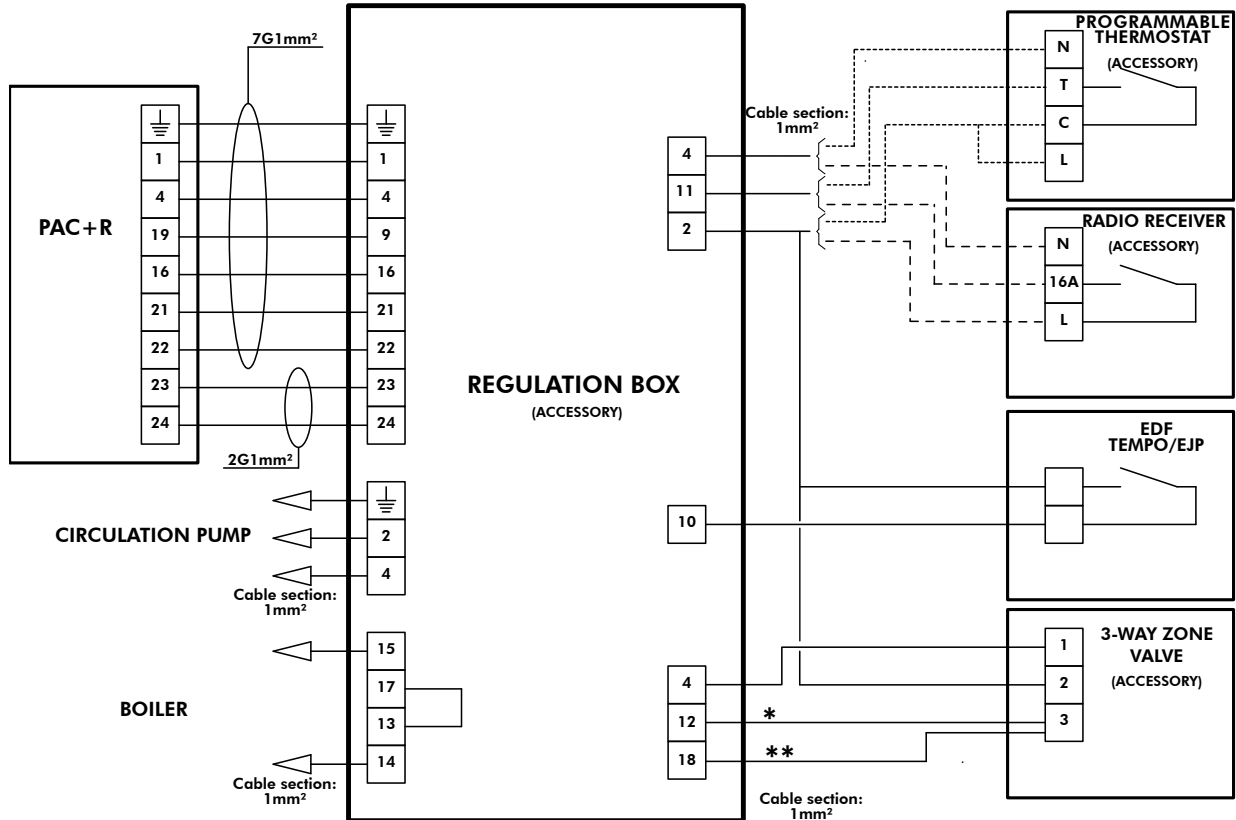 7G1mm²
PAC+R
1
4
19
16
21
22
23
24
1
4
9
16
21
22
23
24
2G1mm²
CIRCULATION PUMP
2
4
Cable section:
1mm²
BOILER
15
17
13
14
Cable section:
1mm²
REGULATION BOX
(ACCESSORY)
4
11
2
10
4
12
18
*
**
Cable section:
1mm²
Cable section:
1mm²
PROGRAMMABLE
THERMOSTAT
(ACCESSORY)
N
T
C
L
RADIO RECEIVER
(ACCESSORY)
N
16A
L
EDF
TEMPO/EJP
3-WAY ZONE
VALVE
(ACCESSORY)
1
2
3